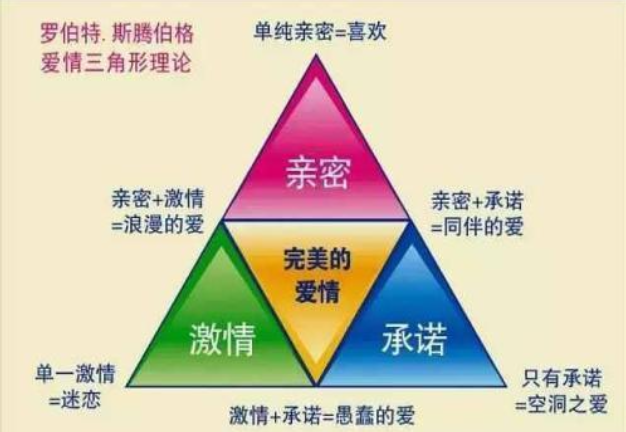 罗伯特.斯腾伯格
爱情三角形理论
单纯亲密=喜欢
亲密
亲密+激情
=浪漫的爱
亲密+承诺
=同伴的爱
完美的
爱情
激情
承诺
单一激情
=迷恋
只有承诺
=空洞之爱
激情+承诺=愚蠢的爱